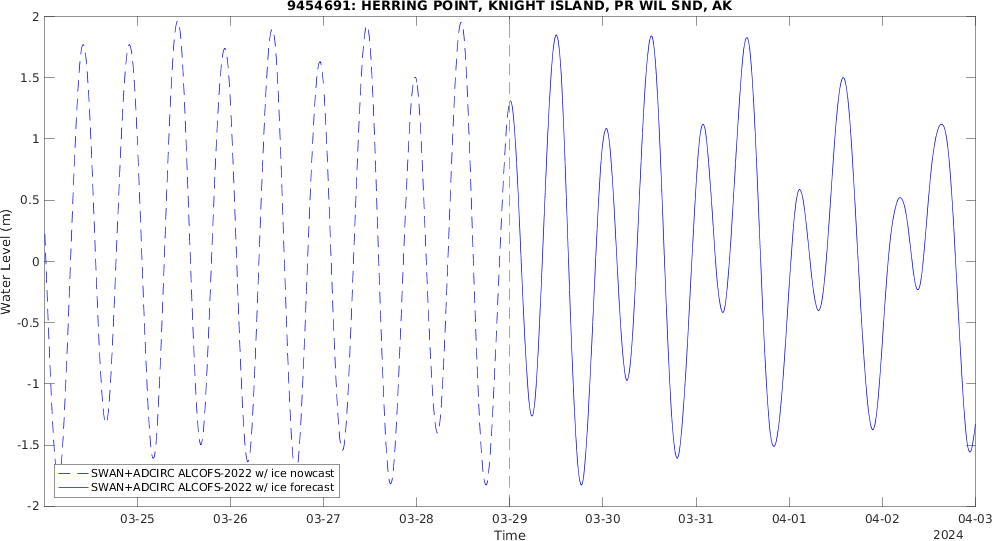 9454691: HERRING POINT, KNIGHT ISLAND, PR WIL SND, AK
2
1.5
1
0.5
0
-0.5
-1
-1.5
-2
Water Level (m)
SWAN+ADCIRC ALCOFS-2022 w/ ice nowcast
SWAN+ADCIRC ALCOFS-2022 w/ ice forecast
03-25 03-26 03-27 03-28 03-29 03-30 03-31 04-01 04-02 04-03
Time
2024